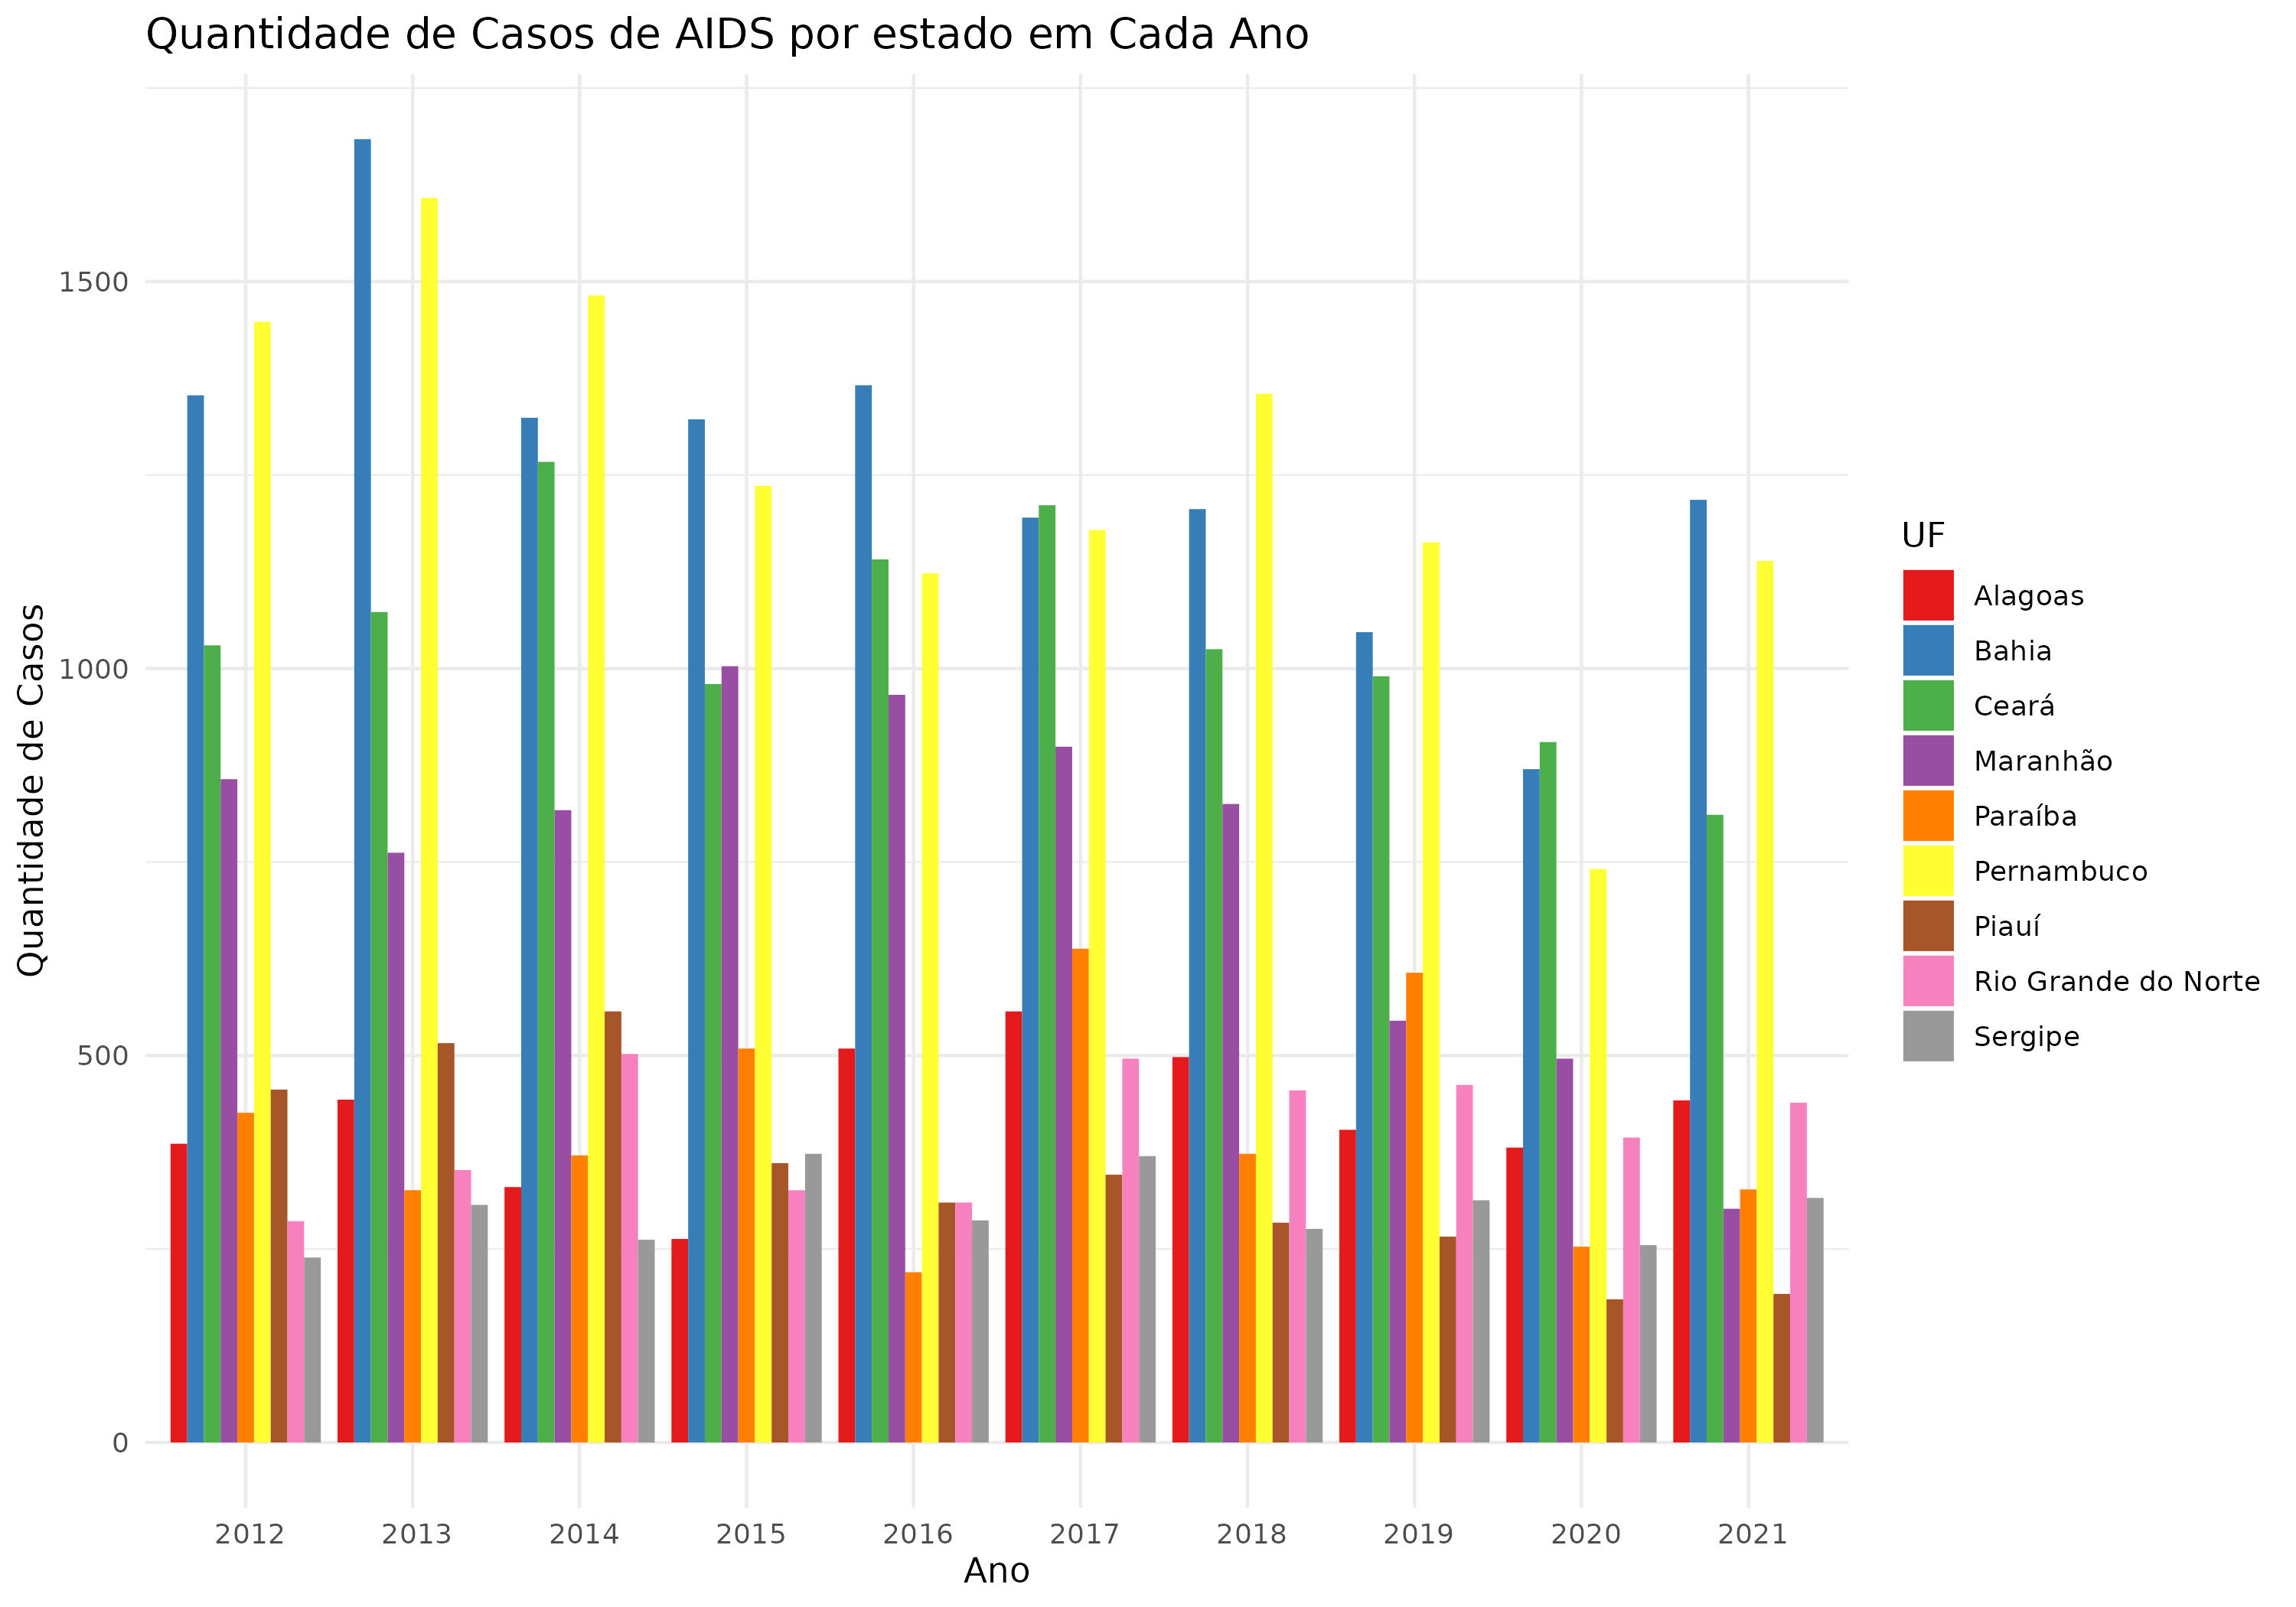 Quantidade de Casos de AIDS por estado em Cada Ano
Quantidade de Casos
1500
1000
500
0
2012 2013 2014 2015 2016 2017 2018 2019 2020 2021
Ano
UF
Alagoas
Bahia
Ceará
Maranhão
Paraíba
Pernambuco
Piauí
Rio Grande do Norte
Sergipe